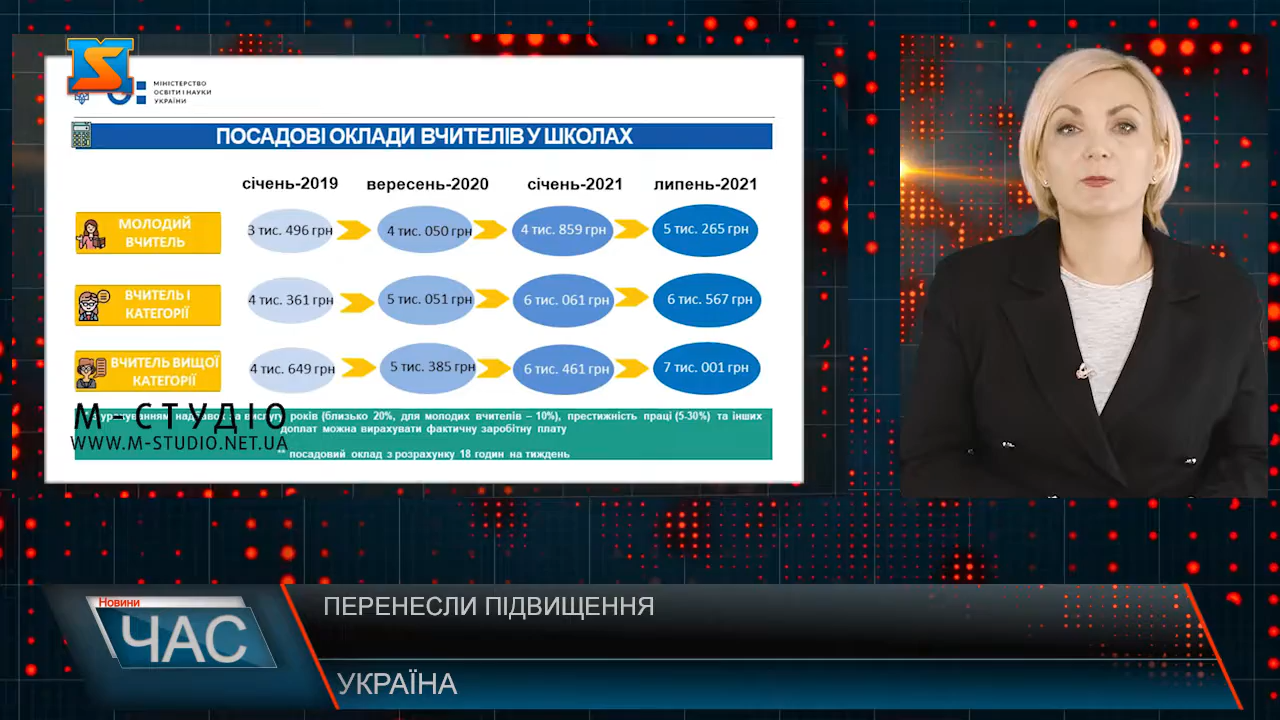 МІНІСТЕРСТВО
ОСВІТИ І НАУКИ
УКРАЇНИ
ПОСАДОВІ ОКЛАДИ ВЧИТЕЛІВ У ШКОЛАХ
січень-2019 вересень-2020 січень-2021 липень-2021
МОЛОДИЙ
ВЧИТЕЛЬ
3 тис. 496 грн 4 тис. 050 грн 4 тис. 859 грн 5 тис. 265 грн
ВЧИТЕЛЬ І
КАТЕГОРІЇ
4 тис. 361 грн 5 тис. 051 грн 6 тис. 061 грн 6 тис. 567 грн
ВЧИТЕЛЬ ВИЩОЇ
КАТЕГОРІЇ
4 тис. 649 грн 5 тис. 385 грн 6 тис. 461 грн 7 тис. 001 грн
вислугу років (близько 20%, для молодих вчителів – 10%), престижність праці (5-30%) та інших
доплат можна вирахувати фактичну заробітну плату
** посадовий оклад з розрахунку 18 годин на тиждень
М-СТУДІО
WWW.M-STUDIO.NET.UA
Новини
ЧАС
ПЕРЕНЕСЛИ ПІДВИЩЕННЯ
УКРАЇНА